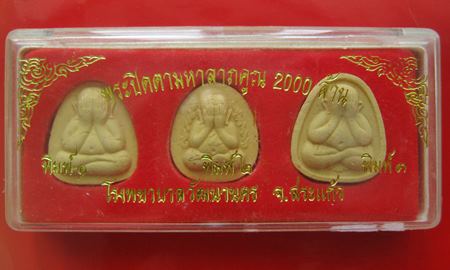 พระปิดตามหาลาภคูณ 2000 ล้าน
พิมพ์๑ พิมพ์๒ พิมพ์๓
โรงพยาบาลวัฒนานคร จ.สระแก้ว